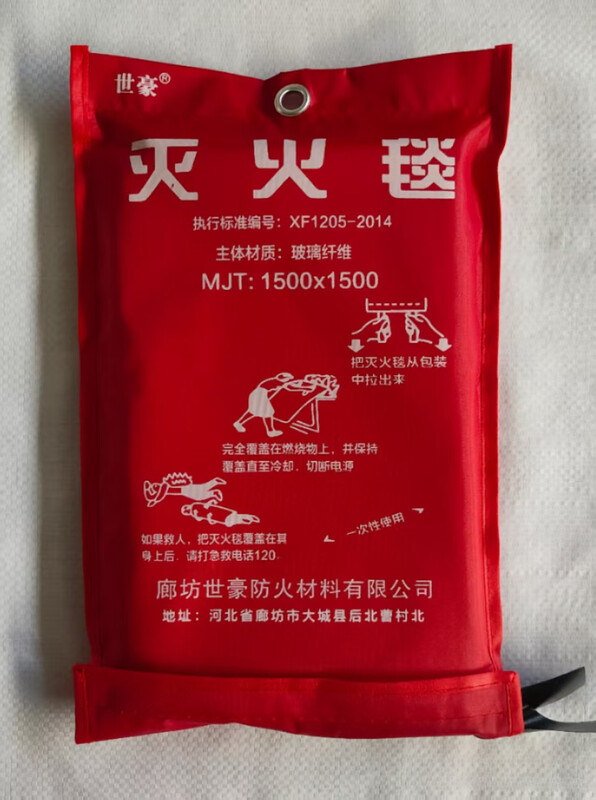 世豪®
灭火毯
执行标准编号：XF1205-2014
主体材质：玻璃纤维
MJT: 1500x1500
把灭火毯从包装
中拉出来
完全覆盖在燃烧物上，并保持
覆盖直至冷却．切断电源
一次性使用
如果救人，把灭火毯覆盖在其
身上后．请打急救电话120．
廊坊世豪防火材料有限公司
地址：河北省廊坊市大城县后北曹村北